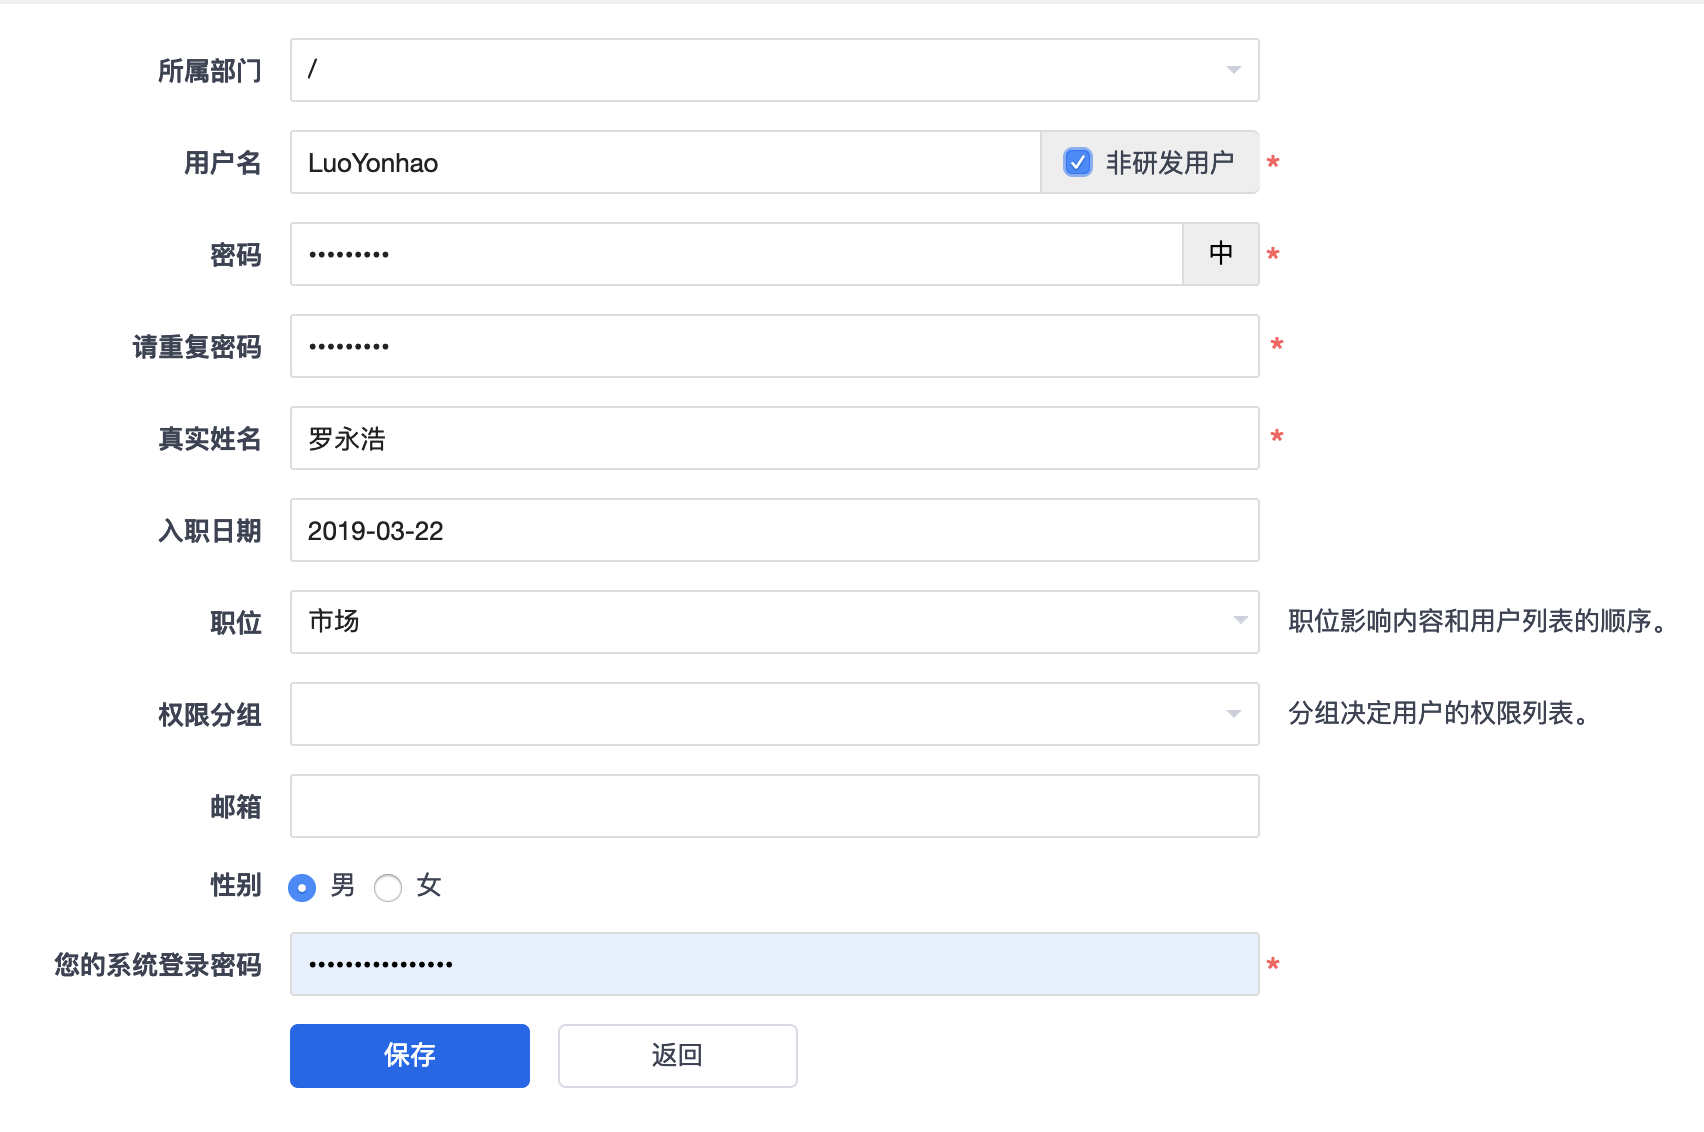 所属部门 /
用户名 LuoYonhao 非研发用户 *
密码 ••••••••• 中 *
请重复密码 ••••••••• *
真实姓名 罗永浩 *
入职日期 2019-03-22
职位 市场 职位影响内容和用户列表的顺序。
权限分组 分组决定用户的权限列表。
邮箱
性别 男 女
您的系统登录密码 •••••••••••••••• *
保存 返回